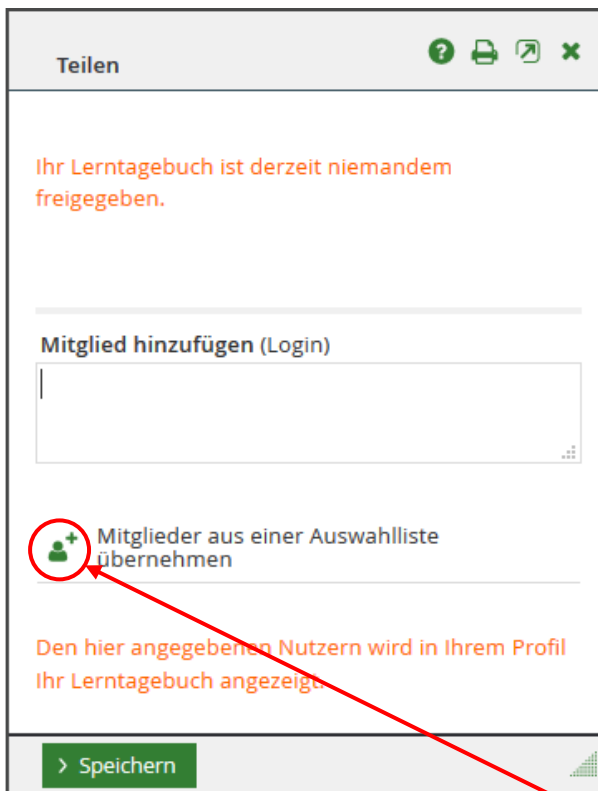 Teilen
Ihr Lerntagebuch ist derzeit niemandem
freigegeben.
Mitglied hinzufügen (Login)
Mitglieder aus einer Auswahlliste
übernehmen
Den hier angegebenen Nutzern wird in Ihrem Profil
Ihr Lerntagebuch angezeigt.
> Speichern